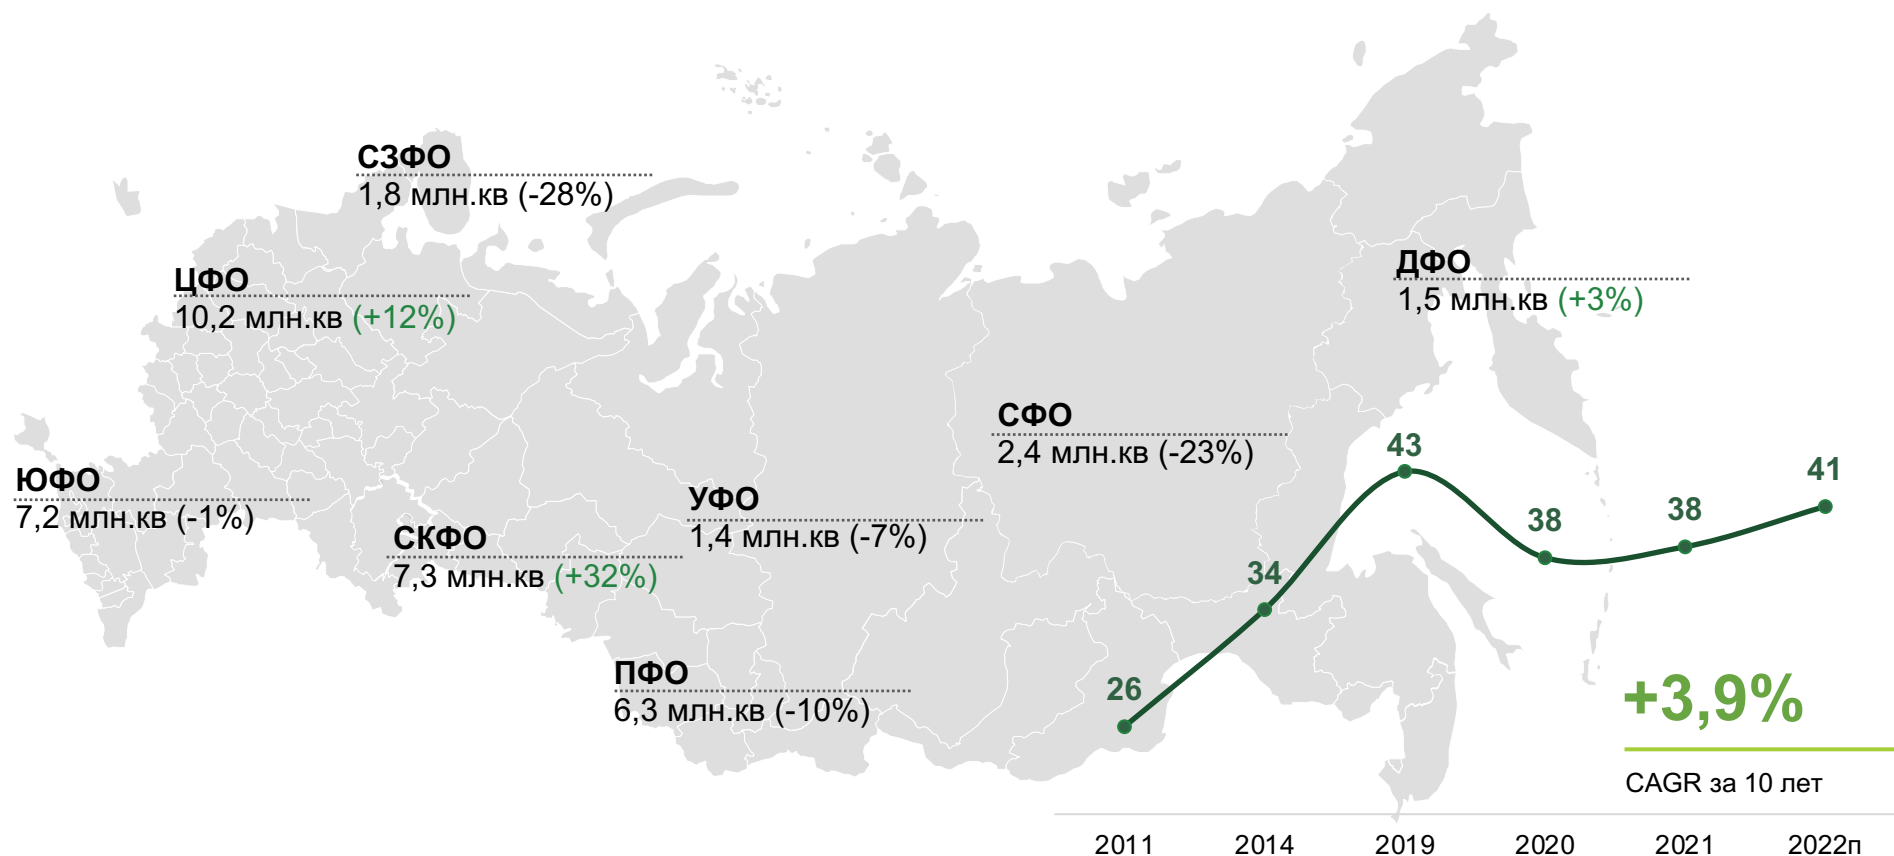 СЗФО
1,8 млн.кв (-28%)
ЦФО
10,2 млн.кв (+12%)
ДФО
1,5 млн.кв (+3%)
СФО
2,4 млн.кв (-23%)
ЮФО
7,2 млн.кв (-1%)
УФО
1,4 млн.кв (-7%)
СКФО
7,3 млн.кв (+32%)
ПФО
6,3 млн.кв (-10%)
26
34
43
38
38
41
+3,9%
CAGR за 10 лет
2011 2014 2019 2020 2021 2022п